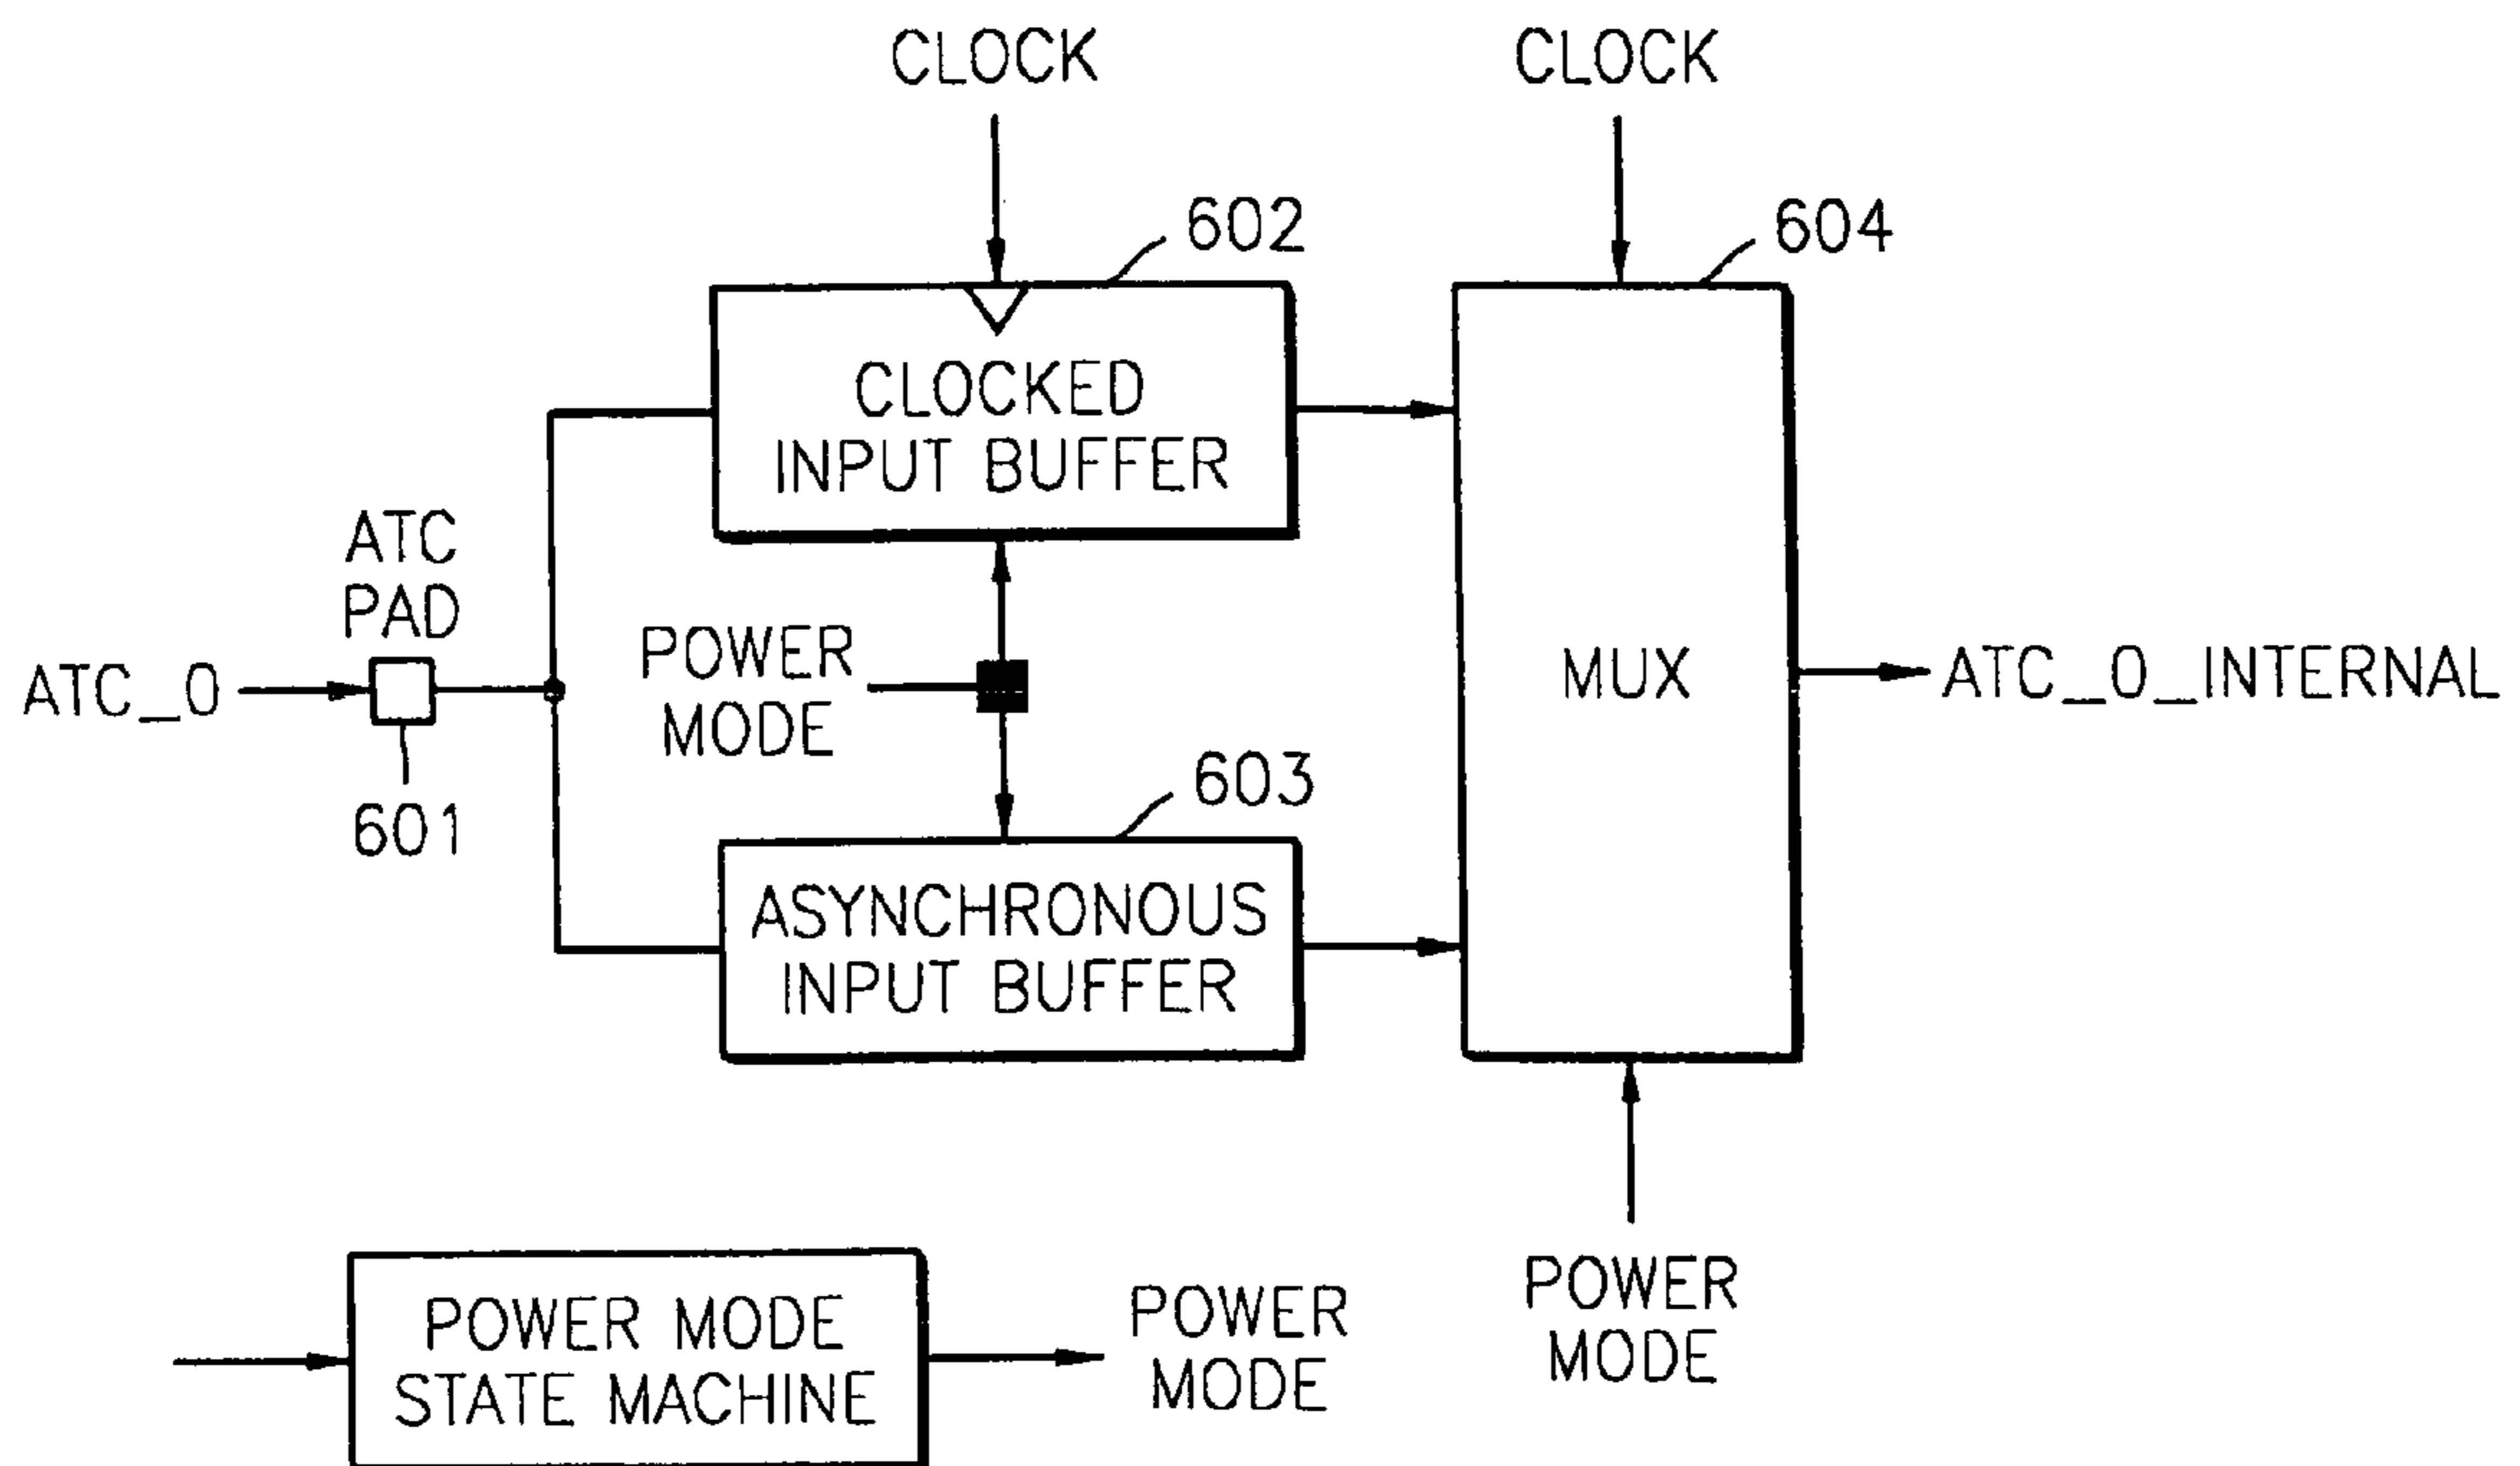 CLOCK
CLOCK
602
604
CLOCKED
INPUT BUFFER
ATC
PAD
ATC_0
601
POWER
MODE
MUX
ATC_0_INTERNAL
603
ASYNCHRONOUS
INPUT BUFFER
POWER
MODE
POWER MODE
STATE MACHINE
POWER
MODE